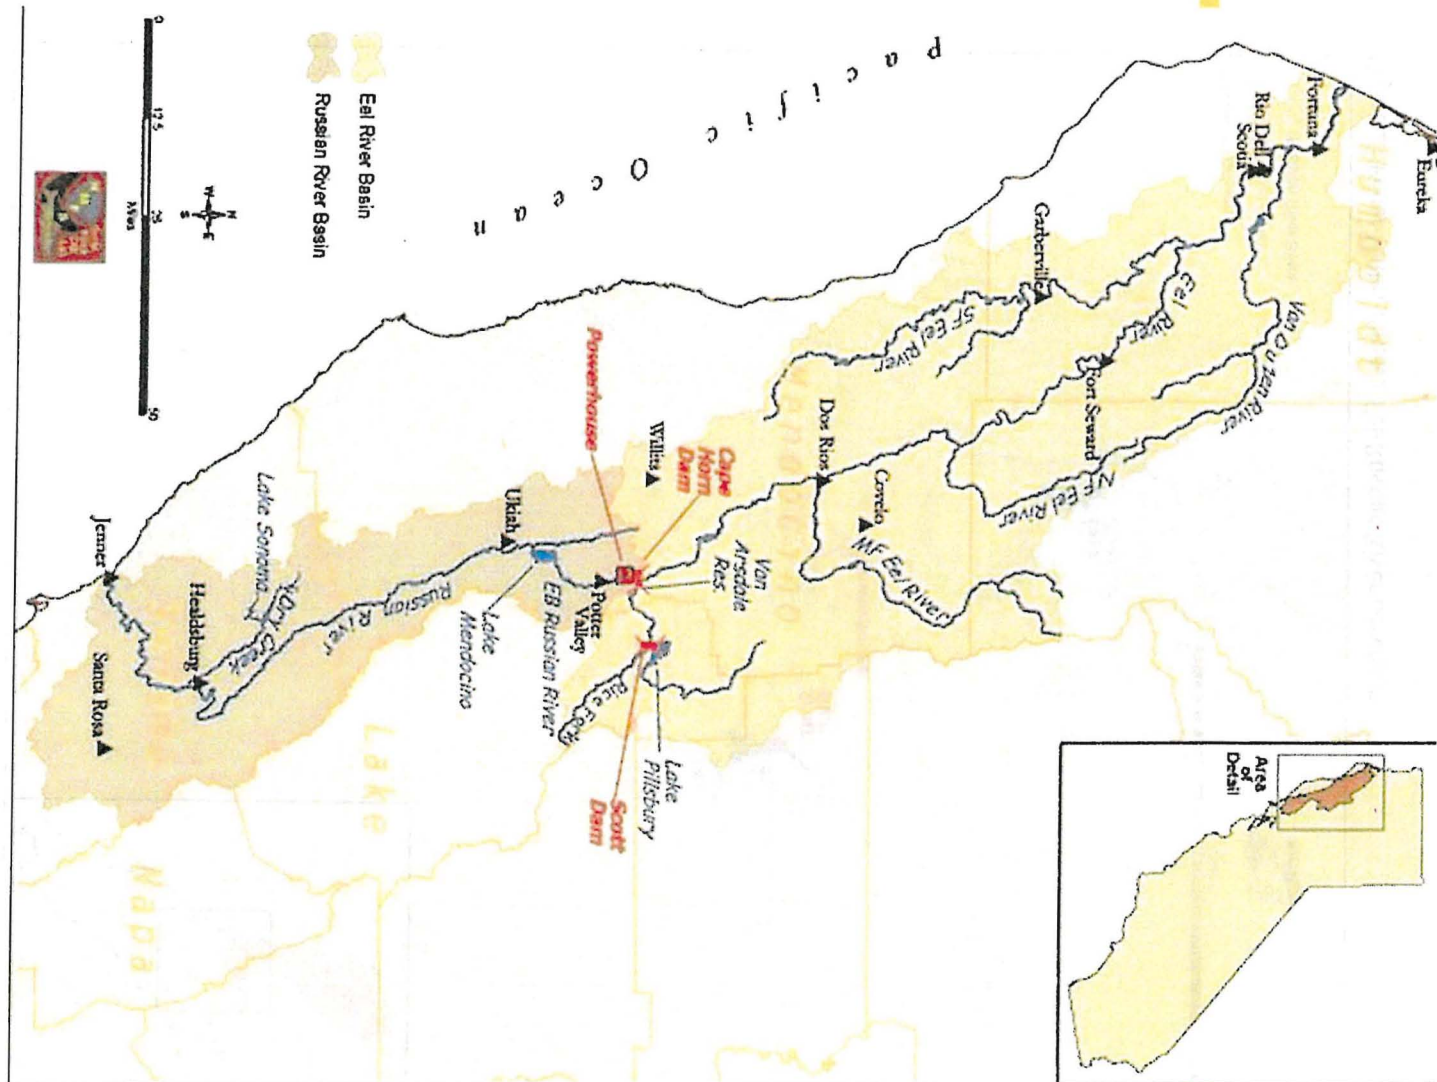 Eureka
Humboldt
Fortuna
Rio Dell
Scotia
Van Duzen River
Eel River
Garberville
SF Eel River
Fort Seward
NF Eel River
Pacific Ocean
Mendocino
Dos Rios
Covelo
MF Eel River
Willits
Cape
Horn
Dam
Van
Arsdale
Res.
Powerhouse
Potter
Valley
Lake
Pillsbury
Scott
Dam
Rice Fork
Ukiah
EB Russian River
Lake
Mendocino
Russian River
Lake
Lake Sonoma
Dry Creek
Healdsburg
Jenner
Santa Rosa
Napa
Eel River Basin
Russian River Basin
N
W
E
S
0
12.5
25
50
Miles
Area
of
Detail